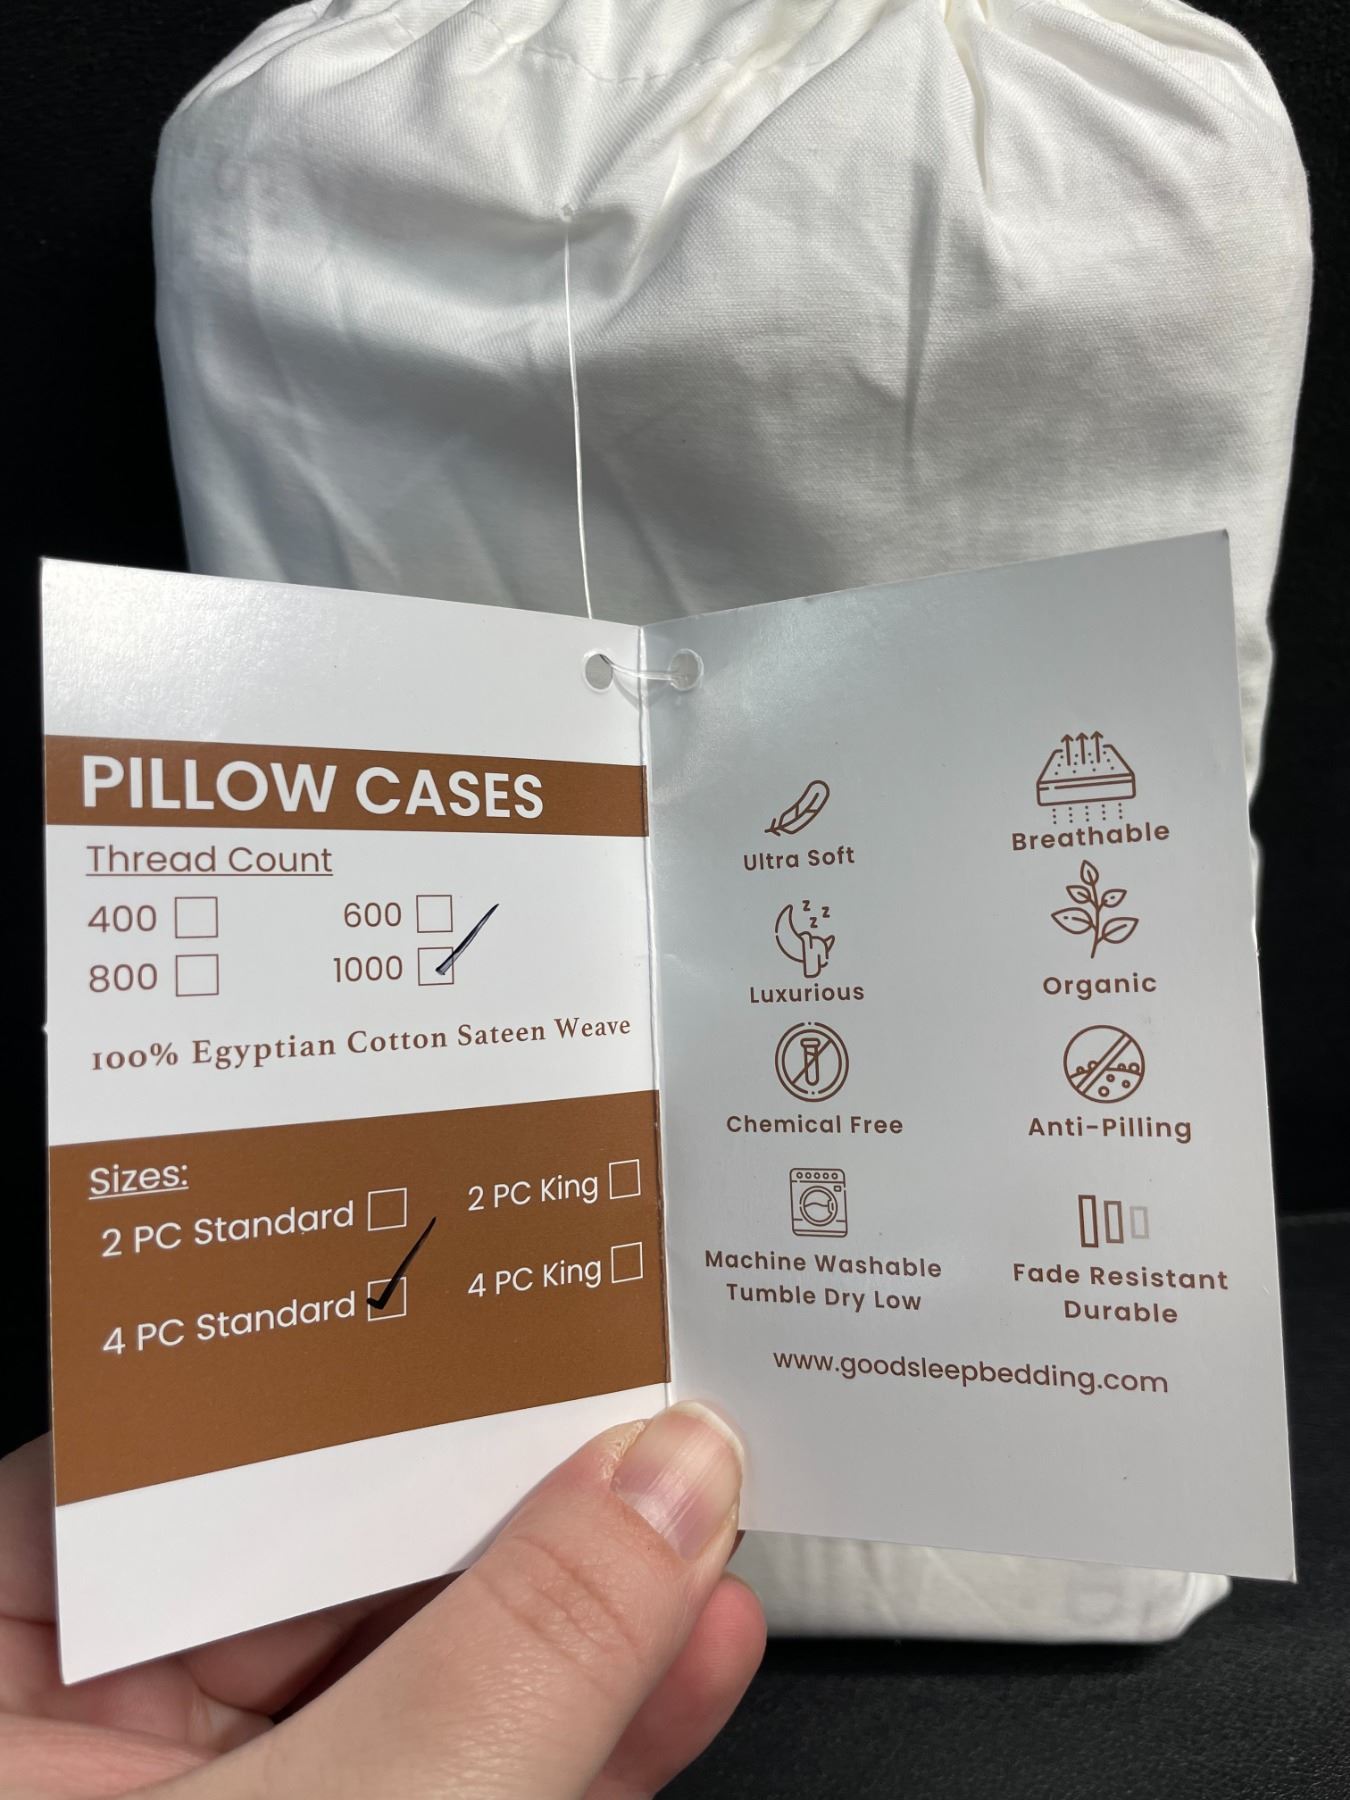 PILLOW CASES
Thread Count
400 600
800 1000
100% Egyptian Cotton Sateen Weave
Sizes:
2 PC Standard 2 PC King
4 PC Standard 4 PC King
Ultra Soft Breathable
z z z
Luxurious Organic
Chemical Free Anti-Pilling
Machine Washable Fade Resistant
Tumble Dry Low Durable
www.goodsleepbedding.com